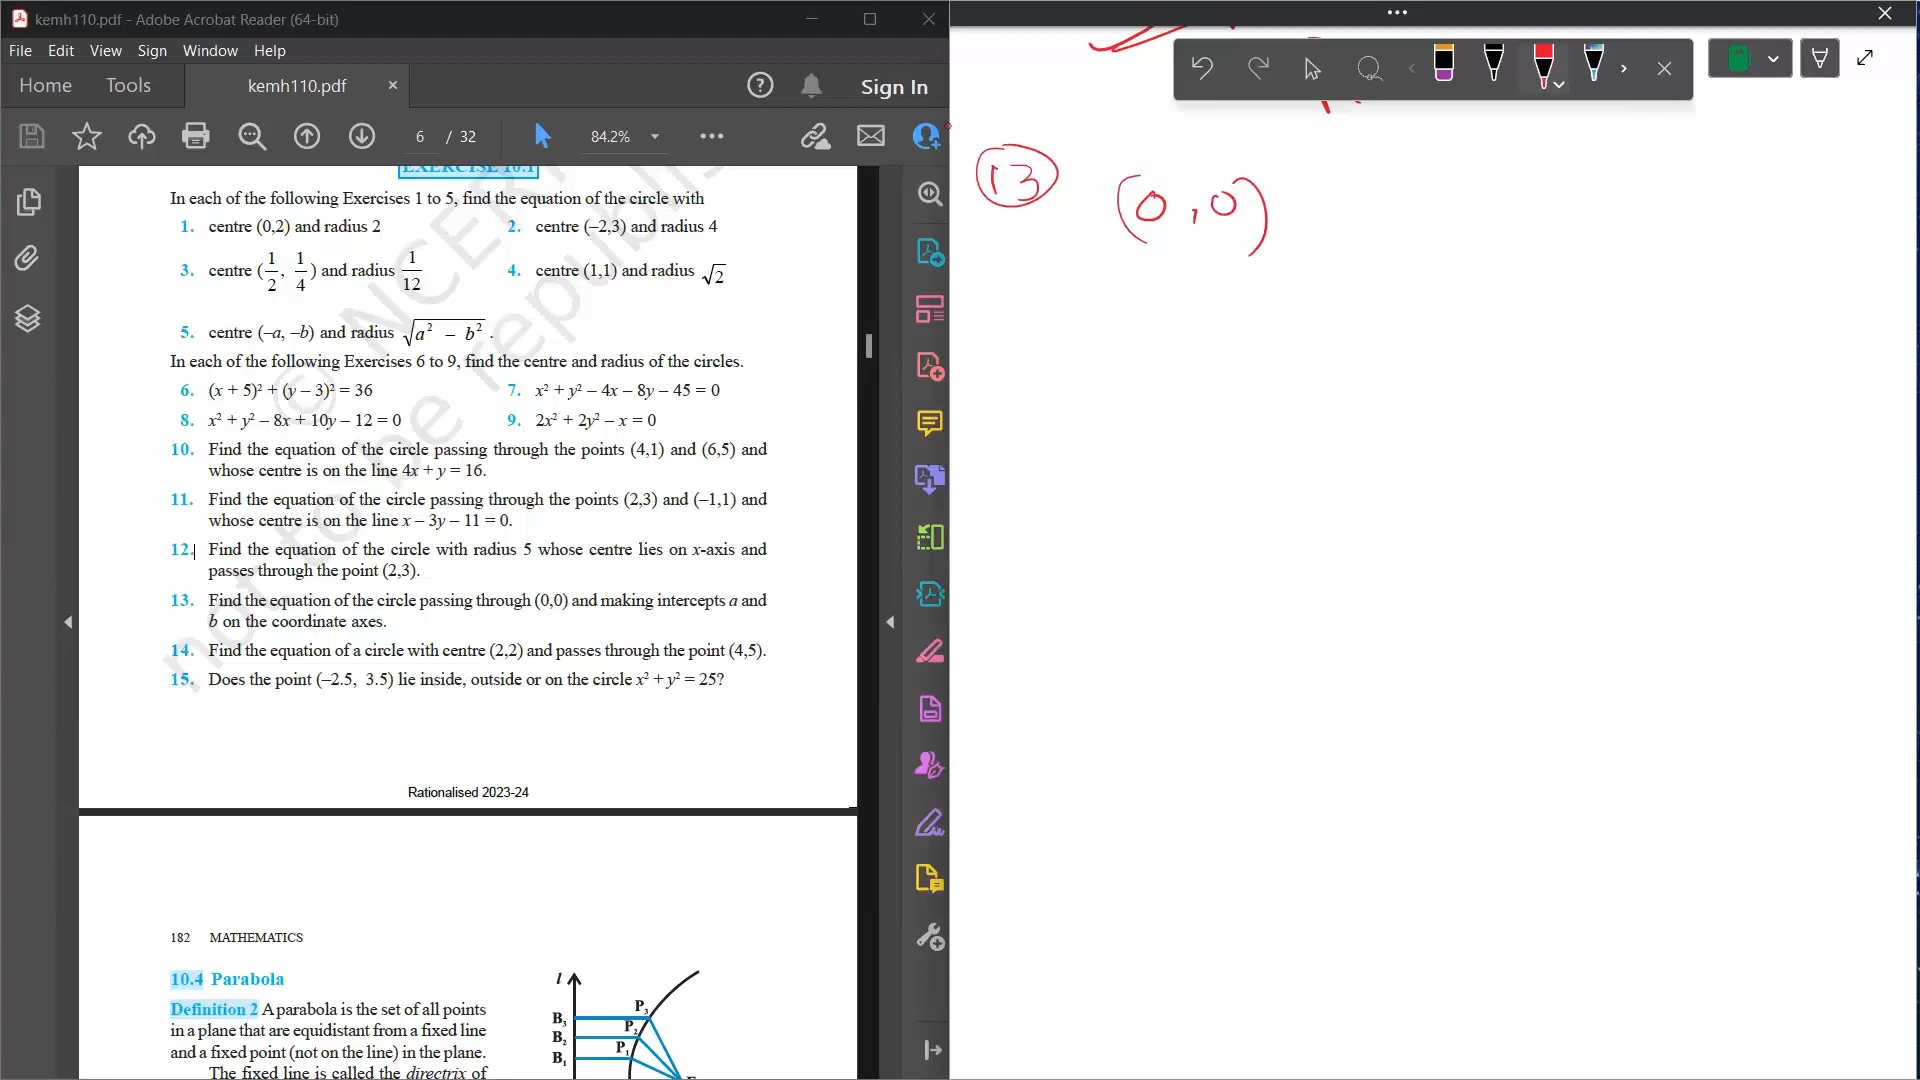 kemh110.pdf - Adobe Acrobat Reader (64-bit)
File Edit View Sign Window Help
Home Tools kemh110.pdf × Sign In
6 / 32 84.2%
EXERCISE 10.1
In each of the following Exercises 1 to 5, find the equation of the circle with
1. centre (0,2) and radius 2 2. centre (–2,3) and radius 4
3. centre (1/2, 1/4) and radius 1/12 4. centre (1,1) and radius √2
5. centre (–a, –b) and radius √(a² – b²) .
In each of the following Exercises 6 to 9, find the centre and radius of the circles.
6. (x + 5)² + (y – 3)² = 36 7. x² + y² – 4x – 8y – 45 = 0
8. x² + y² – 8x + 10y – 12 = 0 9. 2x² + 2y² – x = 0
10. Find the equation of the circle passing through the points (4,1) and (6,5) and
whose centre is on the line 4x + y = 16.
11. Find the equation of the circle passing through the points (2,3) and (–1,1) and
whose centre is on the line x – 3y – 11 = 0.
12. Find the equation of the circle with radius 5 whose centre lies on x-axis and
passes through the point (2,3).
13. Find the equation of the circle passing through (0,0) and making intercepts a and
b on the coordinate axes.
14. Find the equation of a circle with centre (2,2) and passes through the point (4,5).
15. Does the point (–2.5, 3.5) lie inside, outside or on the circle x² + y² = 25?
Rationalised 2023-24
182 MATHEMATICS
10.4 Parabola
Definition 2 A parabola is the set of all points
in a plane that are equidistant from a fixed line
and a fixed point (not on the line) in the plane.
The fixed line is called the directrix of
l
P₃
B₃
P₂
B₂
P₁
B₁
© NCERT
not to be republis
13 (0 , 0)